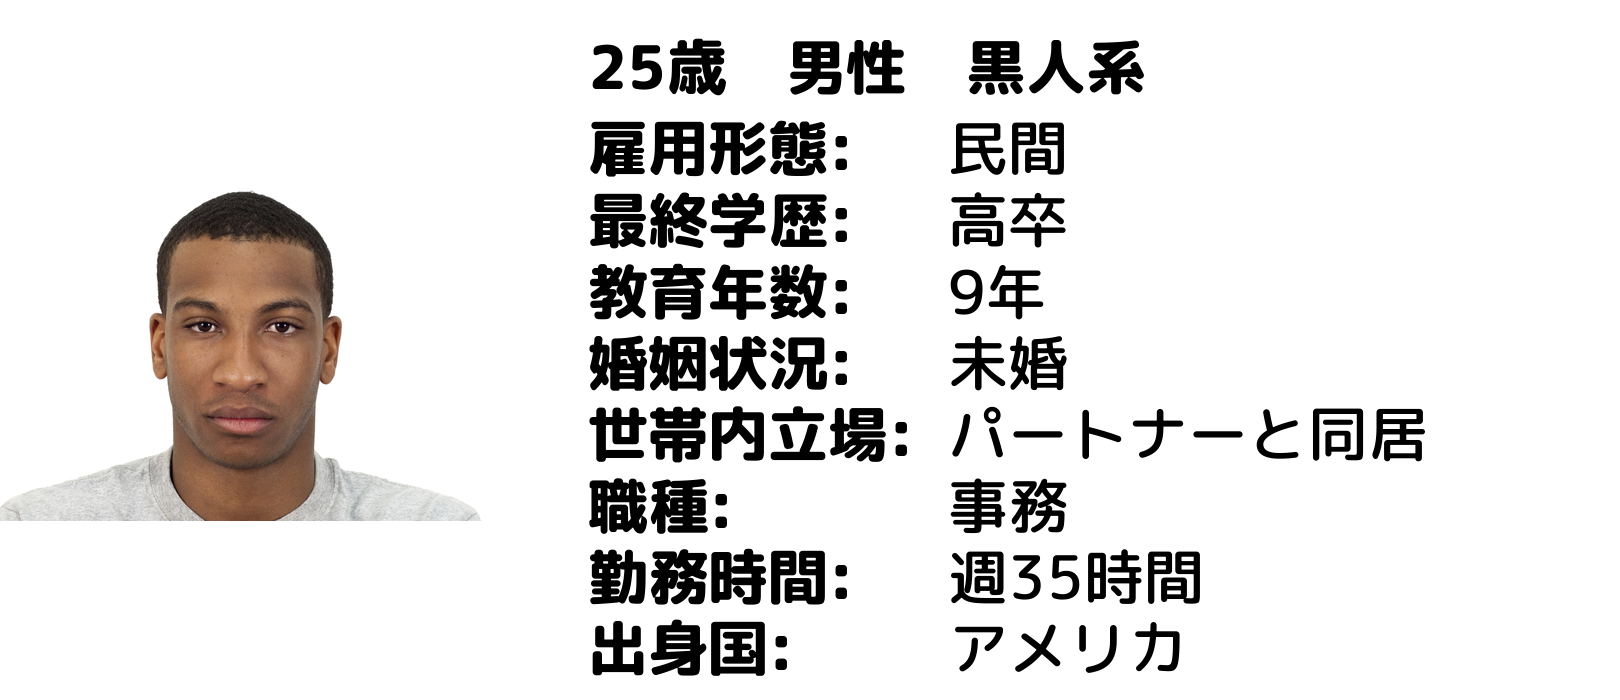 25歳　男性　黒人系
雇用形態:　民間
最終学歴:　高卒
教育年数:　9年
婚姻状況:　未婚
世帯内立場:　パートナーと同居
職種:　事務
勤務時間:　週35時間
出身国:　アメリカ